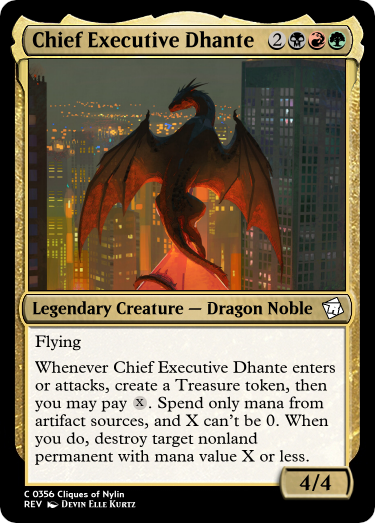 Chief Executive Dhante 2
Legendary Creature — Dragon Noble
Flying
Whenever Chief Executive Dhante enters
or attacks, create a Treasure token, then
you may pay X. Spend only mana from
artifact sources, and X can't be 0. When
you do, destroy target nonland
permanent with mana value X or less.
4/4
C 0356 Cliques of Nylin
REV Devin Elle Kurtz